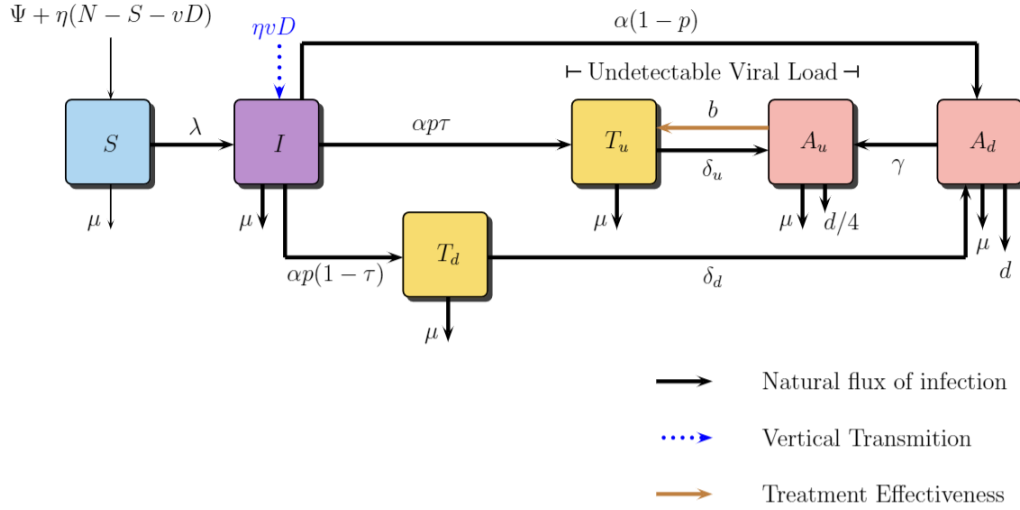 Ψ + η(N − S − vD)
ηvD
α(1 − p)
Undetectable Viral Load
S
λ
I
αpτ
T_u
b
δ_u
A_u
γ
A_d
μ
μ
μ
μ
d/4
μ
d
αp(1 − τ)
T_d
δ_d
μ
Natural flux of infection
Vertical Transmition
Treatment Effectiveness